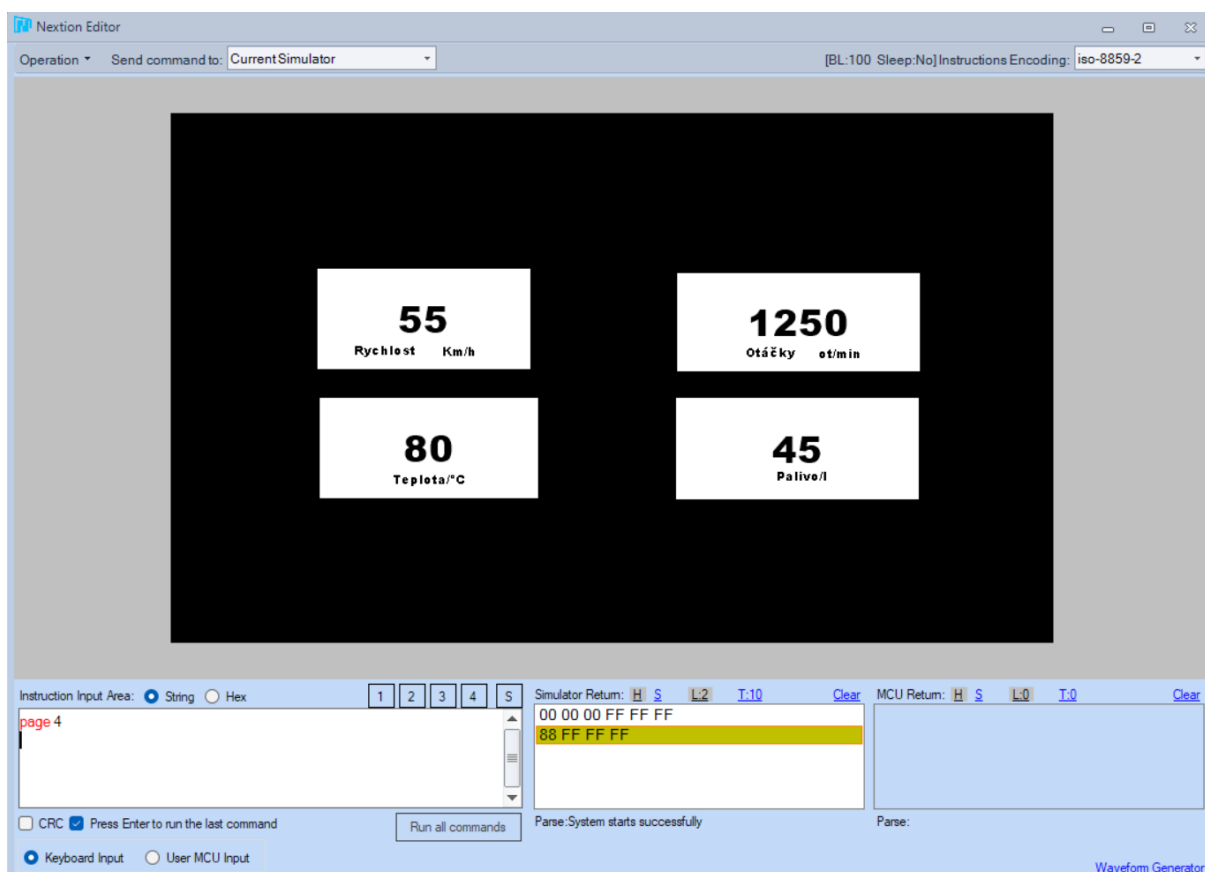 Nextion Editor
Operation Send command to: Current Simulator [BL:100 Sleep:No] Instructions Encoding: iso-8859-2
55
Rychlost Km/h
1250
Otáčky ot/min
80
Teplota/°C
45
Palivo/l
Instruction Input Area: String Hex 1 2 3 4 S
page 4
CRC Press Enter to run the last command Run all commands
Keyboard Input User MCU Input
Simulator Return: H S L:2 T:10 Clear
00 00 00 FF FF FF
88 FF FF FF
Parse:System starts successfully
MCU Return: H S L:0 T:0 Clear
Parse:
Waveform Generator